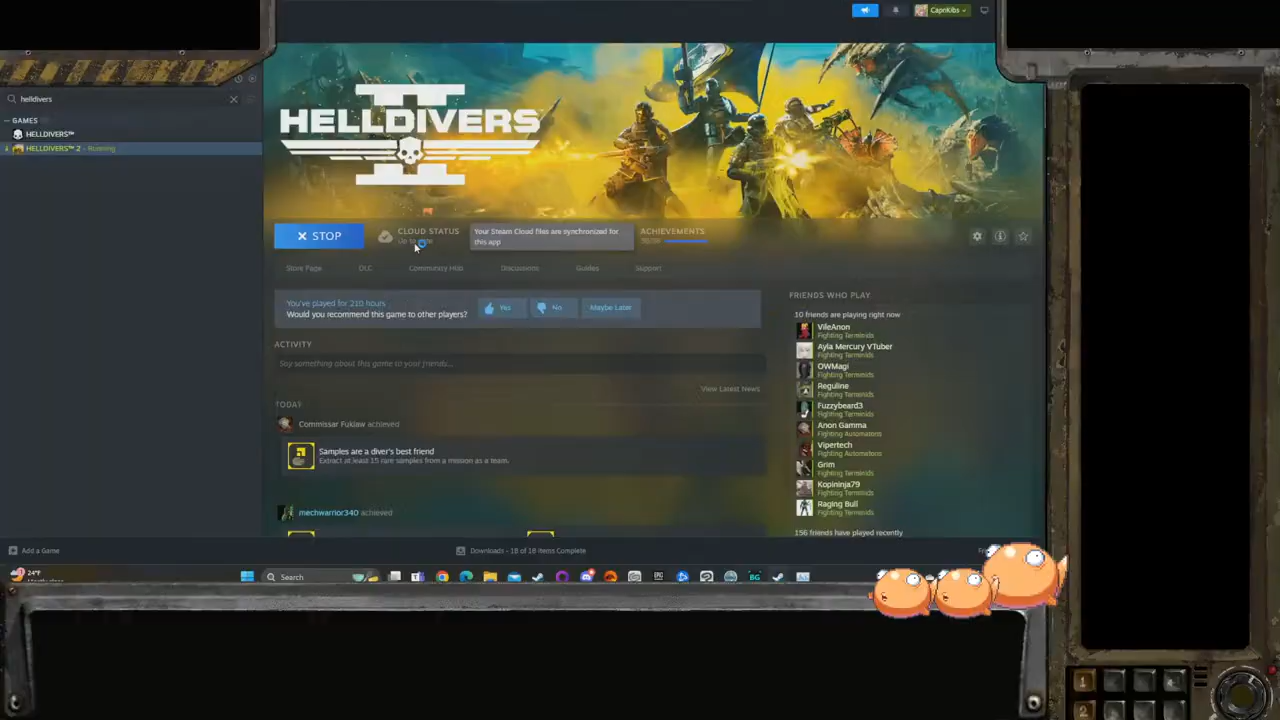 CapriKibs
helldivers
GAMES
HELLDIVERS™
HELLDIVERS™ 2 - Running
HELLDIVERS
II
STOP
CLOUD STATUS
Your Steam Cloud files are synchronized for
this app
ACHIEVEMENTS
Store Page
DLC
Community Hub
Discussions
Guides
Support
You've played for 210 hours
Would you recommend this game to other players?
Yes
No
Maybe Later
ACTIVITY
Say something about this game to your friends...
View Latest News
TODAY
Commissar Fuklaw achieved
Samples are a diver's best friend
Extract at least 15 rare samples from a mission as a team.
mechwarrior340 achieved
FRIENDS WHO PLAY
10 friends are playing right now
VileAnon
Fighting Terminids
Ayla Mercury VTuber
Fighting Terminids
OWMagi
Fighting Terminids
Reguline
Fighting Terminids
Fuzzybeard3
Fighting Terminids
Anon Gamma
Fighting Automatons
Vipertech
Fighting Automatons
Grim
Fighting Terminids
Kopininja79
Fighting Terminids
Raging Bull
Fighting Terminids
156 friends have played recently
Add a Game
Downloads - 18 of 18 Items Complete
24°F
Search
BG
1
2